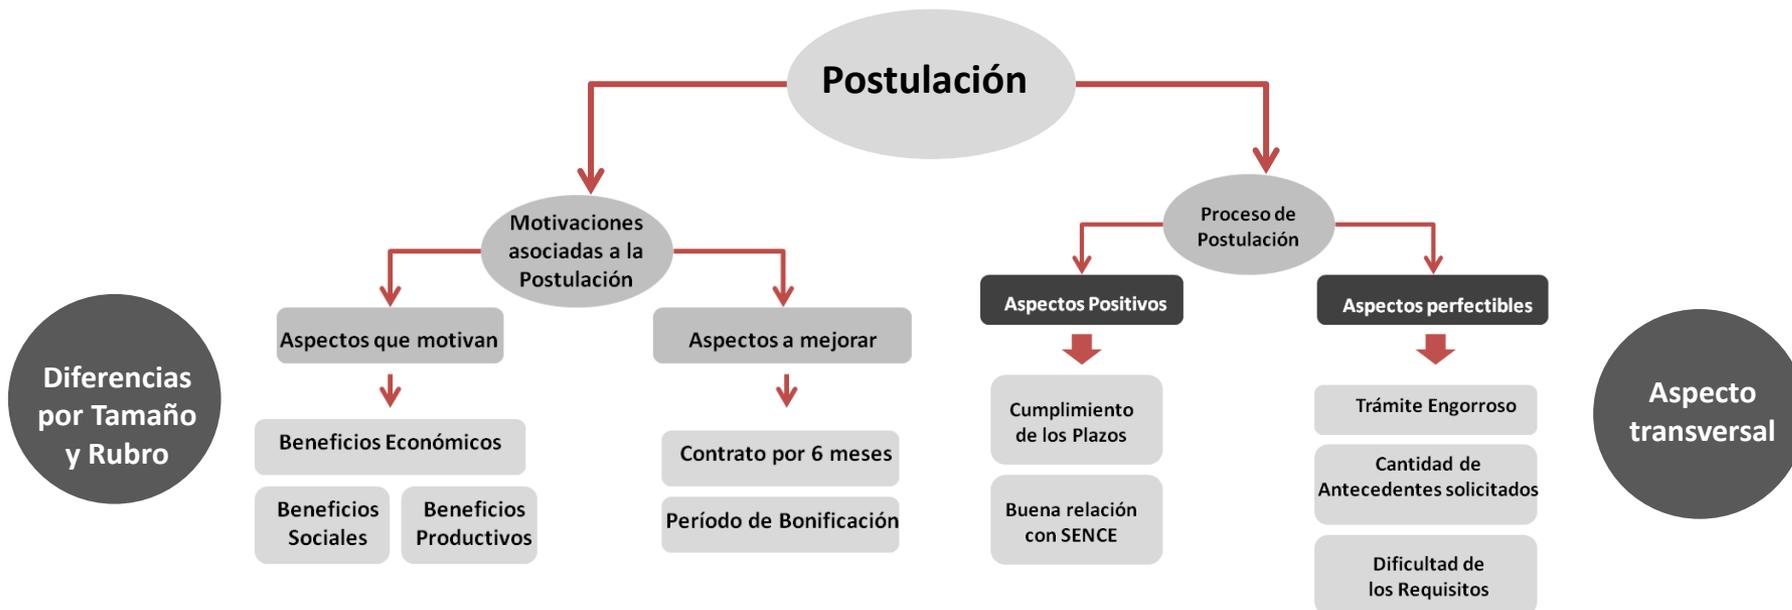 Postulación
Motivaciones
asociadas a la
Postulación
Proceso de
Postulación
Aspectos que motivan
Aspectos a mejorar
Aspectos Positivos
Aspectos perfectibles
Diferencias
por Tamaño
y Rubro
Beneficios Económicos
Beneficios
Sociales
Beneficios
Productivos
Contrato por 6 meses
Período de Bonificación
Cumplimiento
de los Plazos
Buena relación
con SENCE
Trámite Engorroso
Cantidad de
Antecedentes solicitados
Dificultad de
los Requisitos
Aspecto
transversal